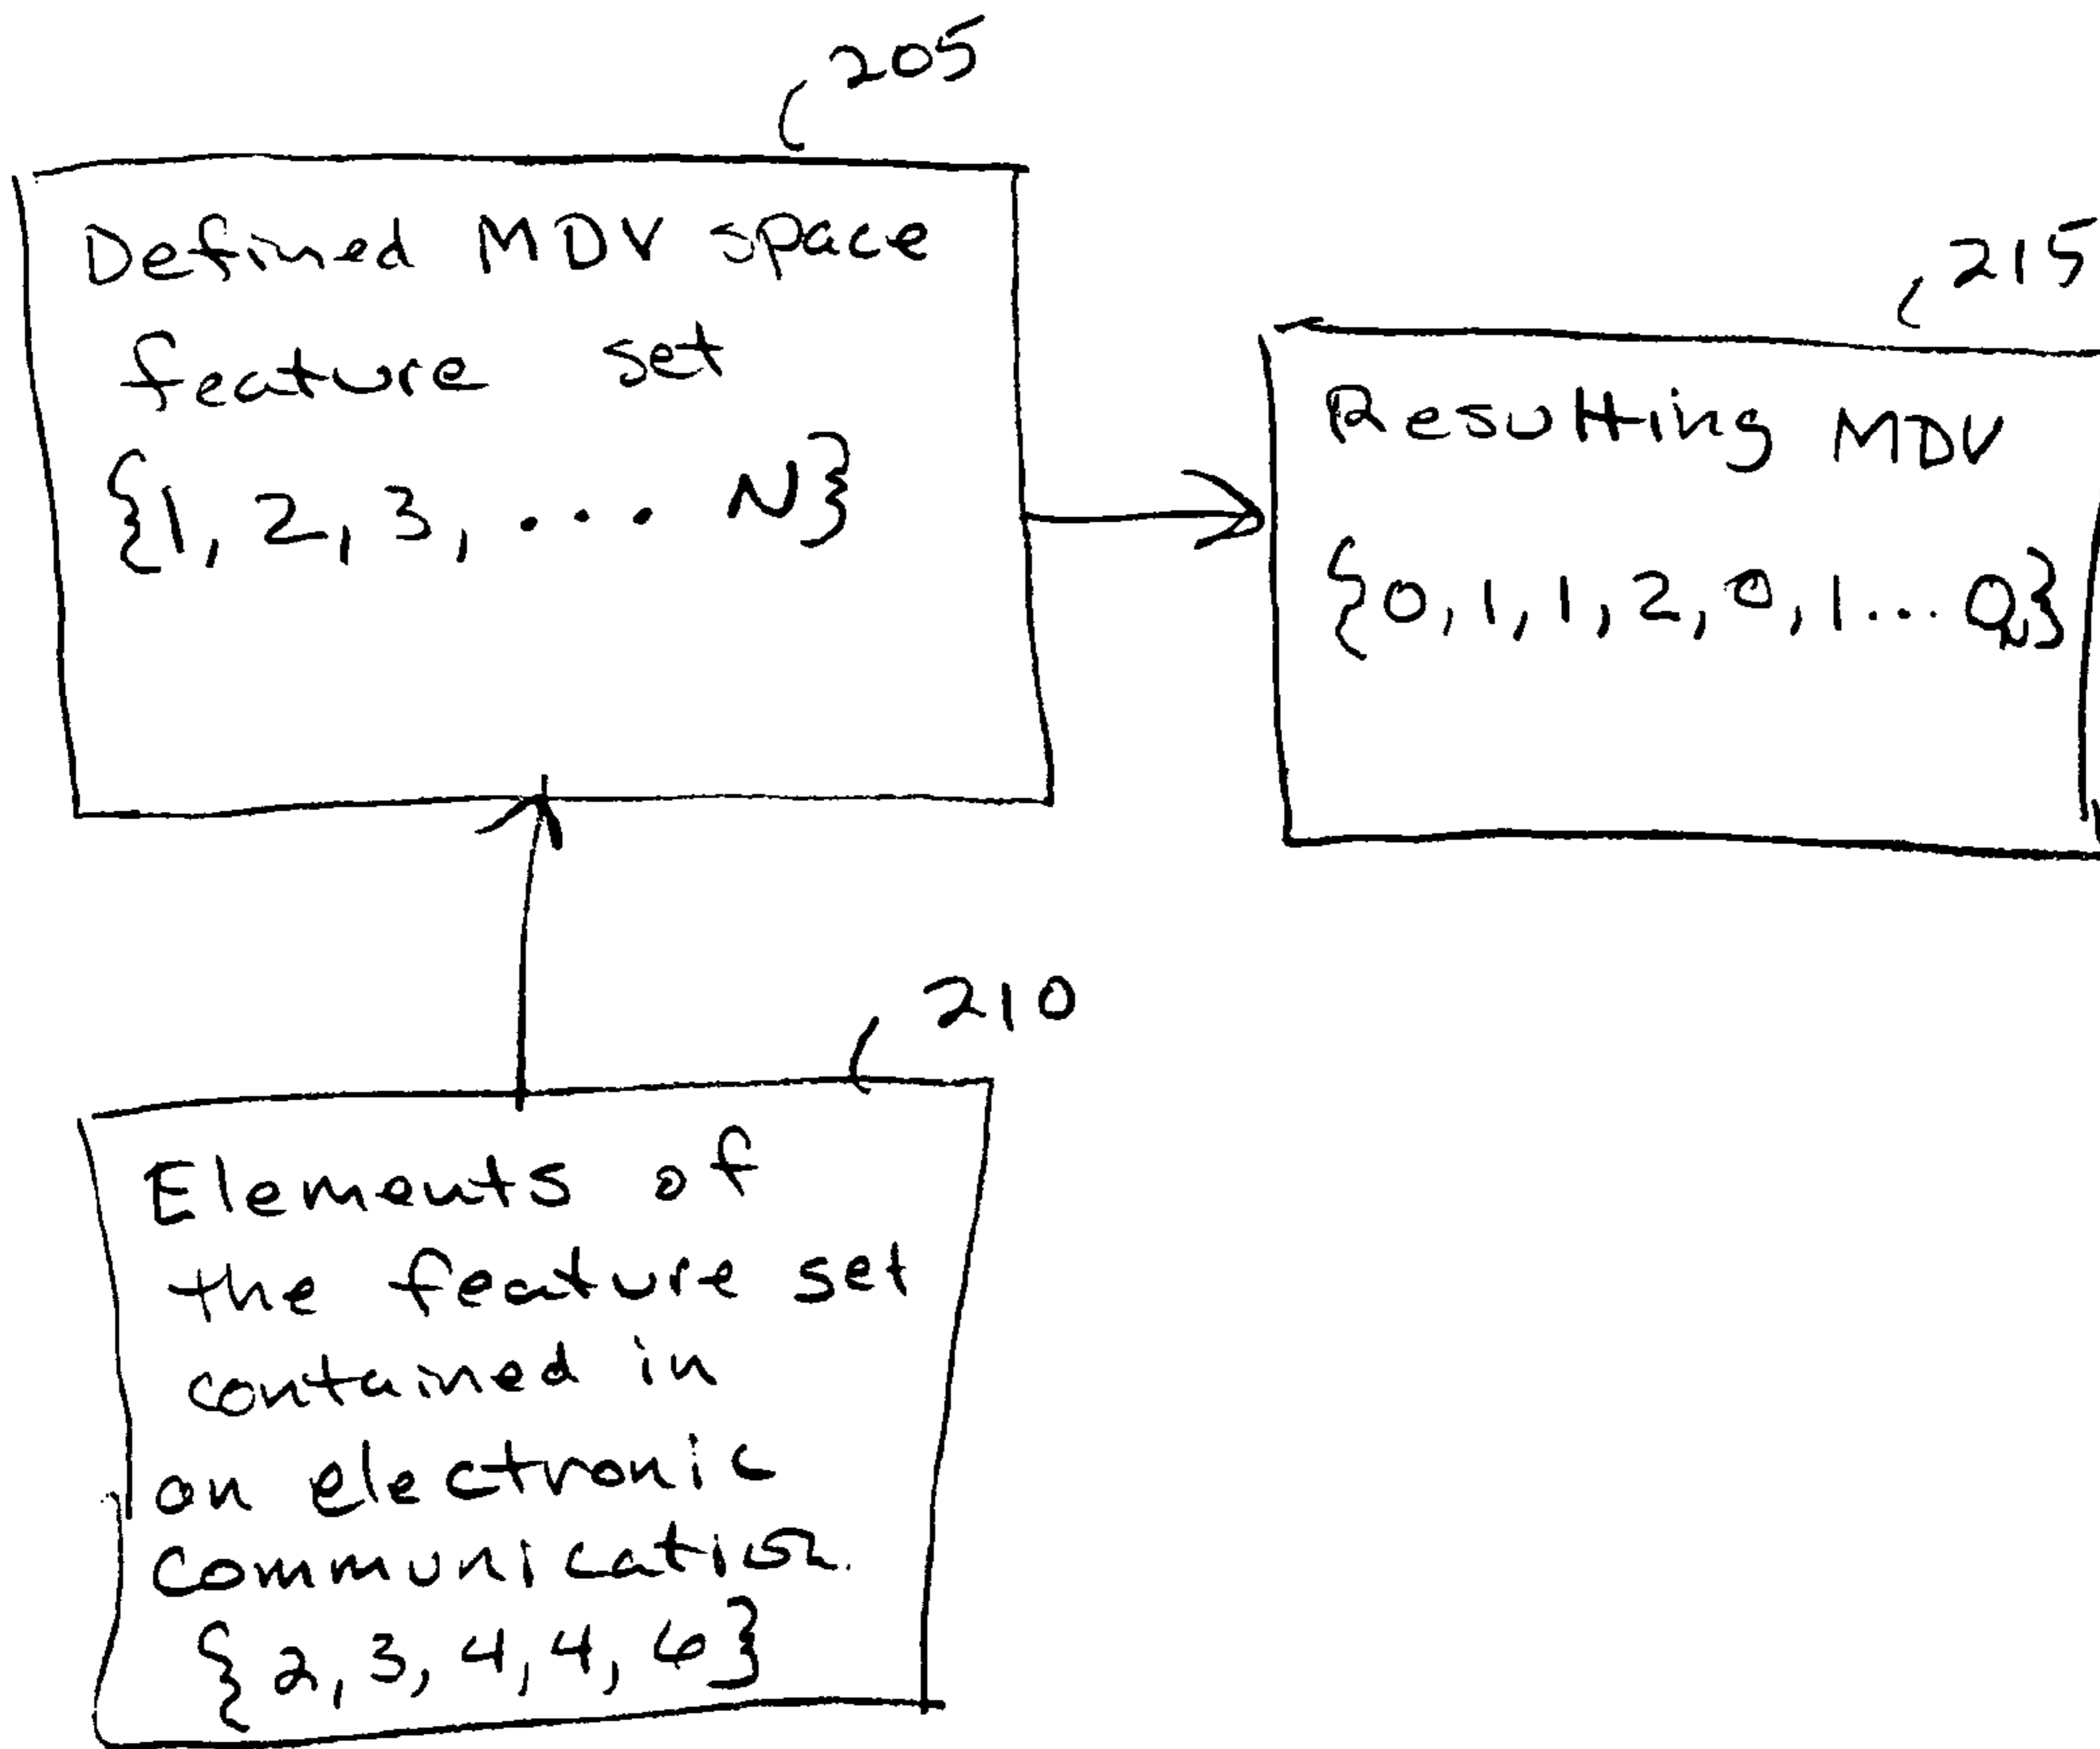 205
Defined MDV space
feature set
{1, 2, 3, ... N}
215
Resulting MDV
{0, 1, 1, 2, 0, 1 ... 0N}
210
Elements of
the feature set
contained in
an electronic
communication.
{2, 3, 4, 4, 6}